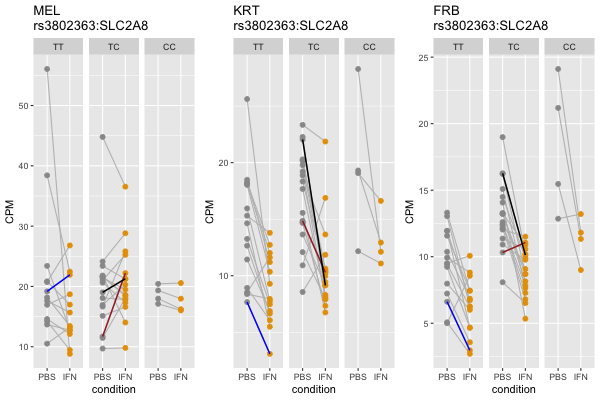 MEL
rs3802363:SLC2A8
TT TC CC
CPM
50
40
30
20
10
PBS IFN PBS IFN PBS IFN
condition
KRT
rs3802363:SLC2A8
TT TC CC
CPM
20
10
PBS IFN PBS IFN PBS IFN
condition
FRB
rs3802363:SLC2A8
TT TC CC
CPM
25
20
15
10
5
PBS IFN PBS IFN PBS IFN
condition